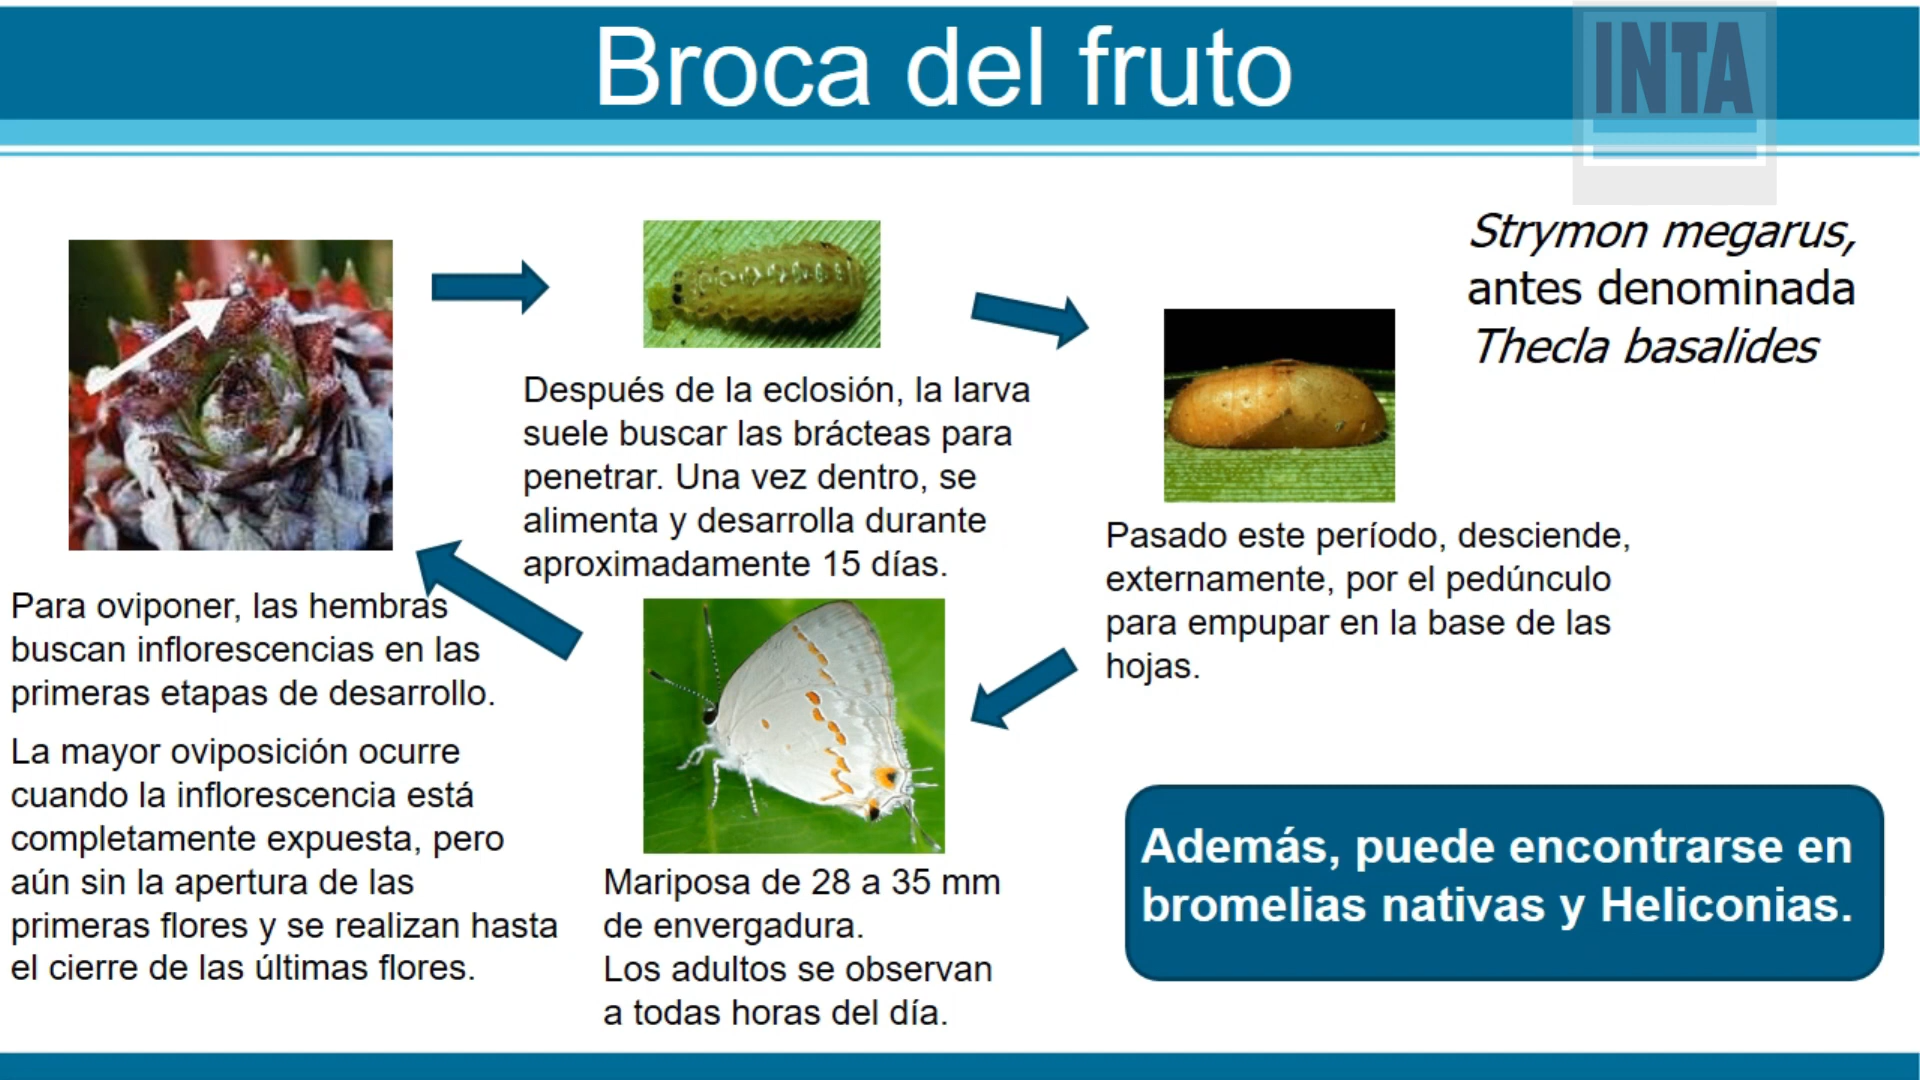 Broca del fruto
INTA
Strymon megarus,
antes denominada
Thecla basalides
Para oviponer, las hembras
buscan inflorescencias en las
primeras etapas de desarrollo.
La mayor oviposición ocurre
cuando la inflorescencia está
completamente expuesta, pero
aún sin la apertura de las
primeras flores y se realizan hasta
el cierre de las últimas flores.
Después de la eclosión, la larva
suele buscar las brácteas para
penetrar. Una vez dentro, se
alimenta y desarrolla durante
aproximadamente 15 días.
Pasado este período, desciende,
externamente, por el pedúnculo
para empupar en la base de las
hojas.
Mariposa de 28 a 35 mm
de envergadura.
Los adultos se observan
a todas horas del día.
Además, puede encontrarse en
bromelias nativas y Heliconias.